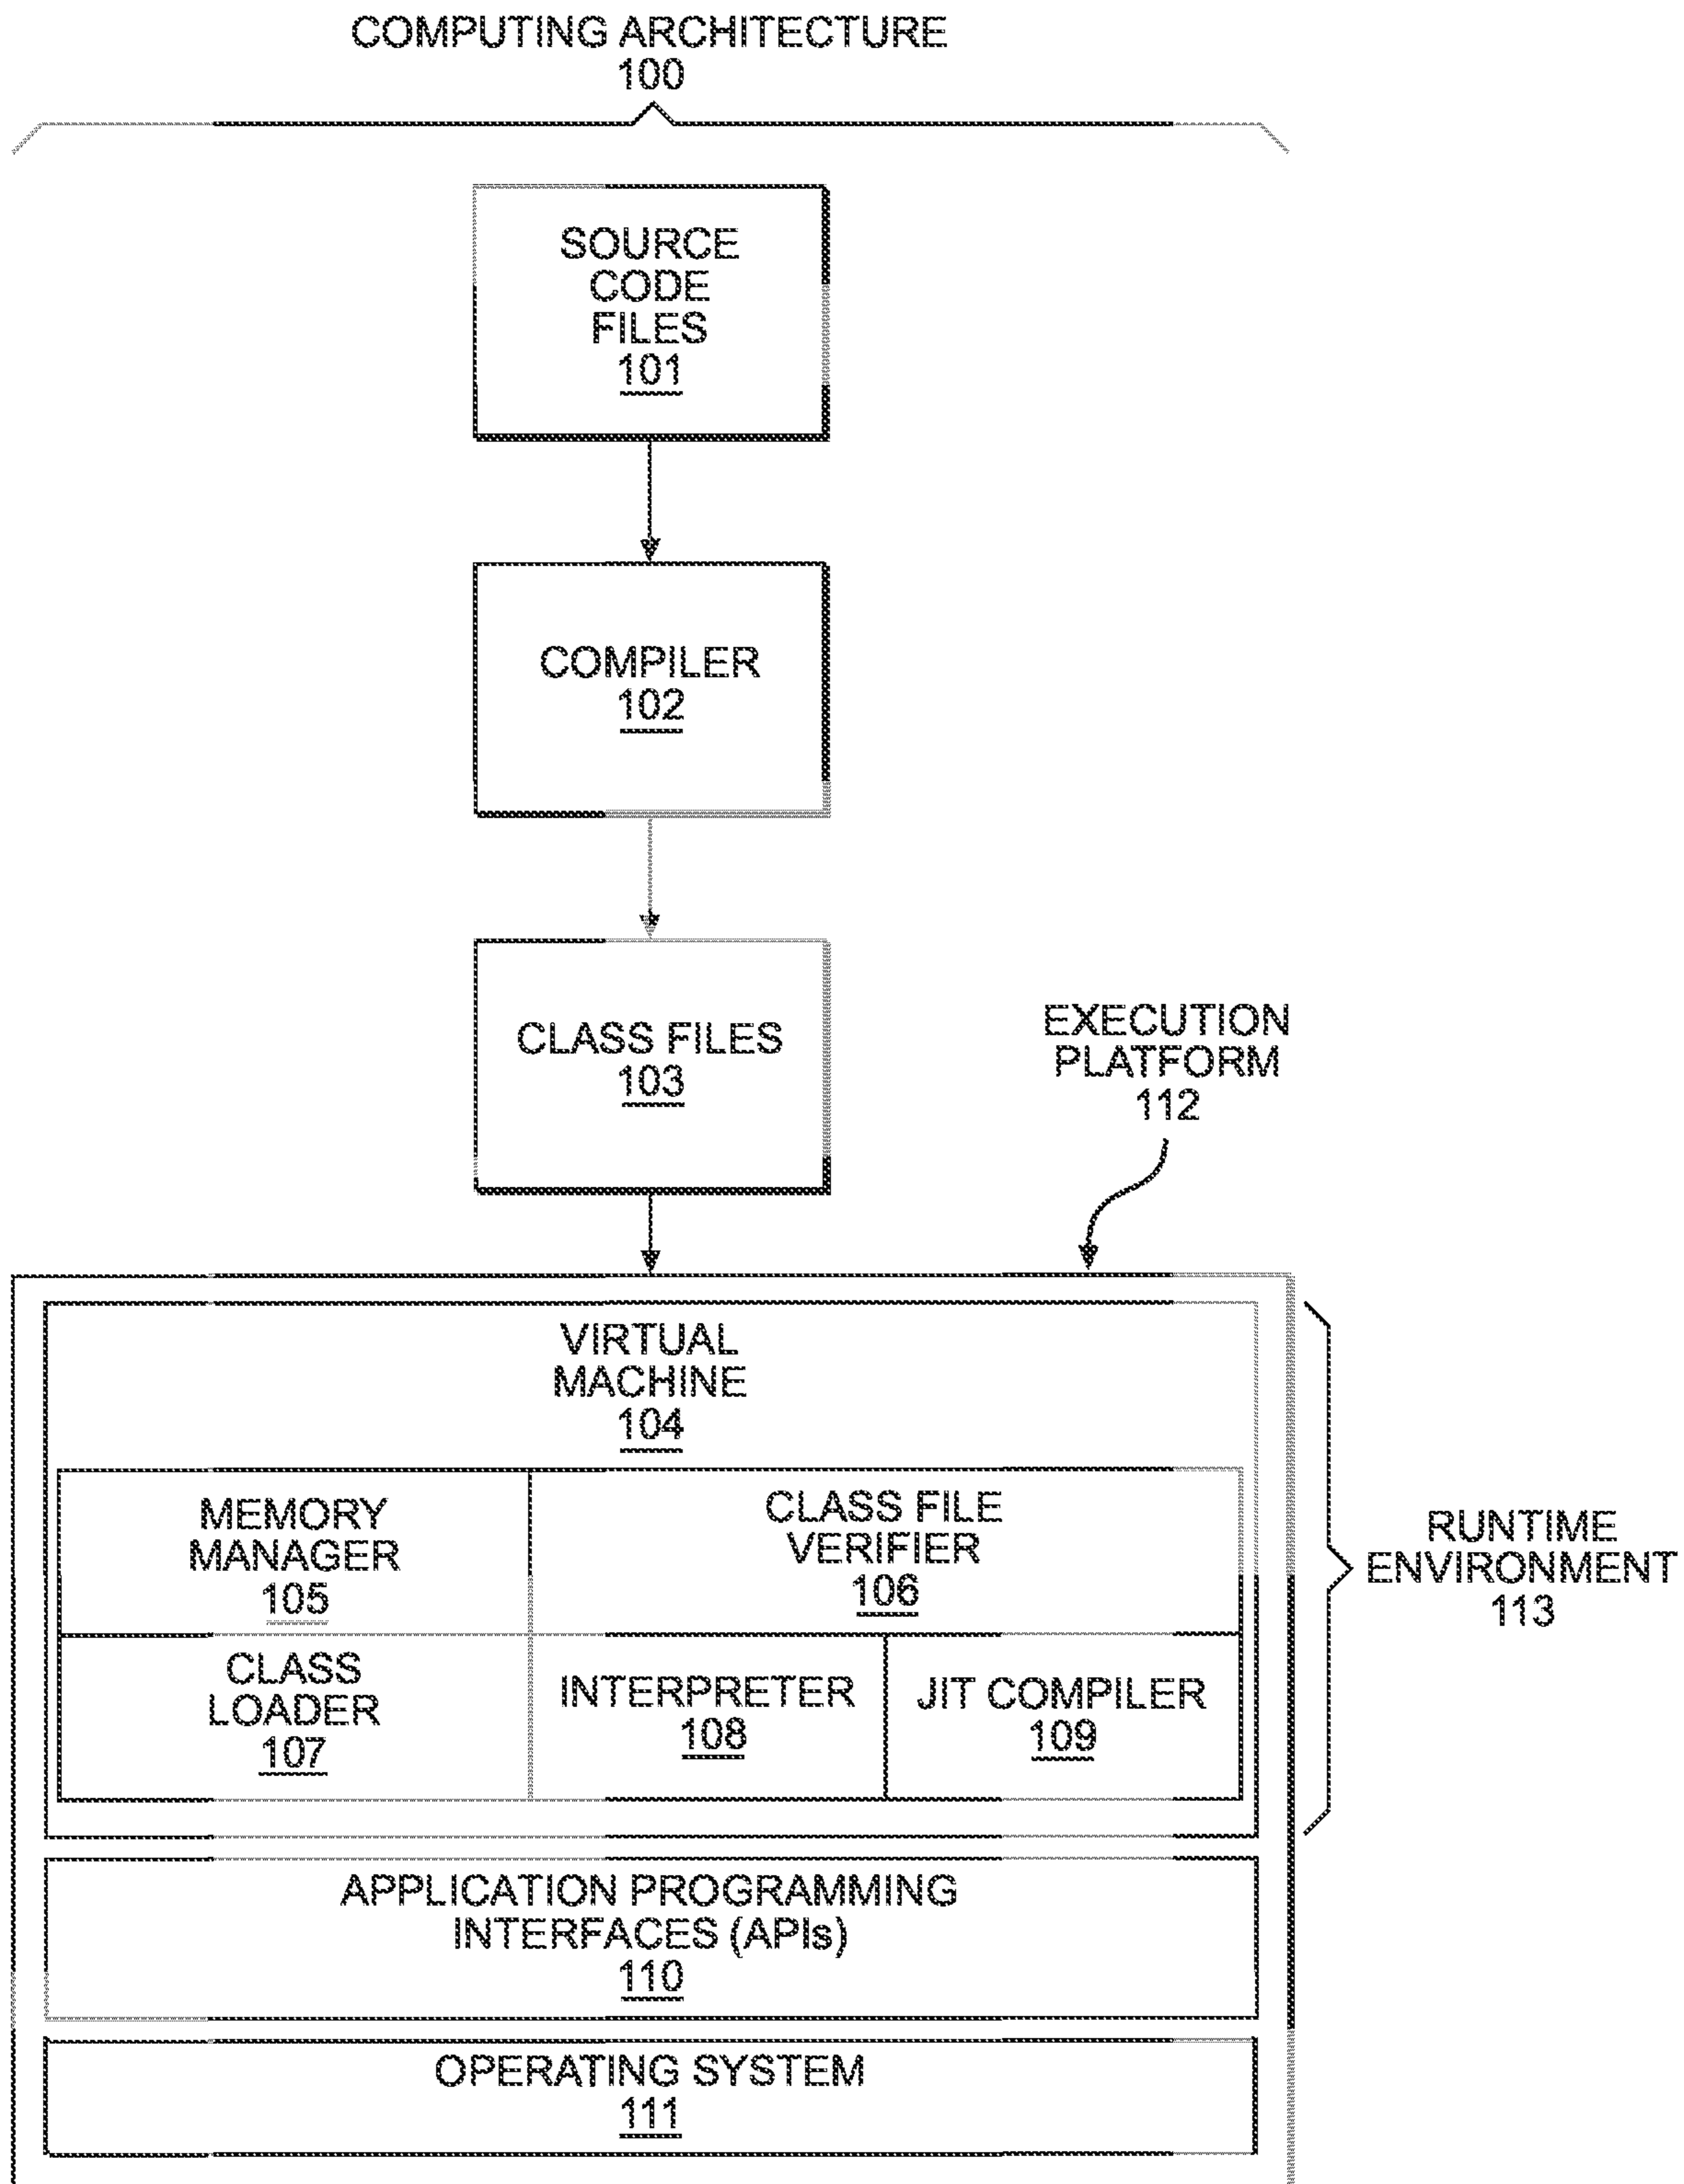 COMPUTING ARCHITECTURE
100
SOURCE
CODE
FILES
101
COMPILER
102
CLASS FILES
103
EXECUTION
PLATFORM
112
VIRTUAL
MACHINE
104
MEMORY
MANAGER
105
CLASS FILE
VERIFIER
106
CLASS
LOADER
107
INTERPRETER
108
JIT COMPILER
109
RUNTIME
ENVIRONMENT
113
APPLICATION PROGRAMMING
INTERFACES (APIs)
110
OPERATING SYSTEM
111